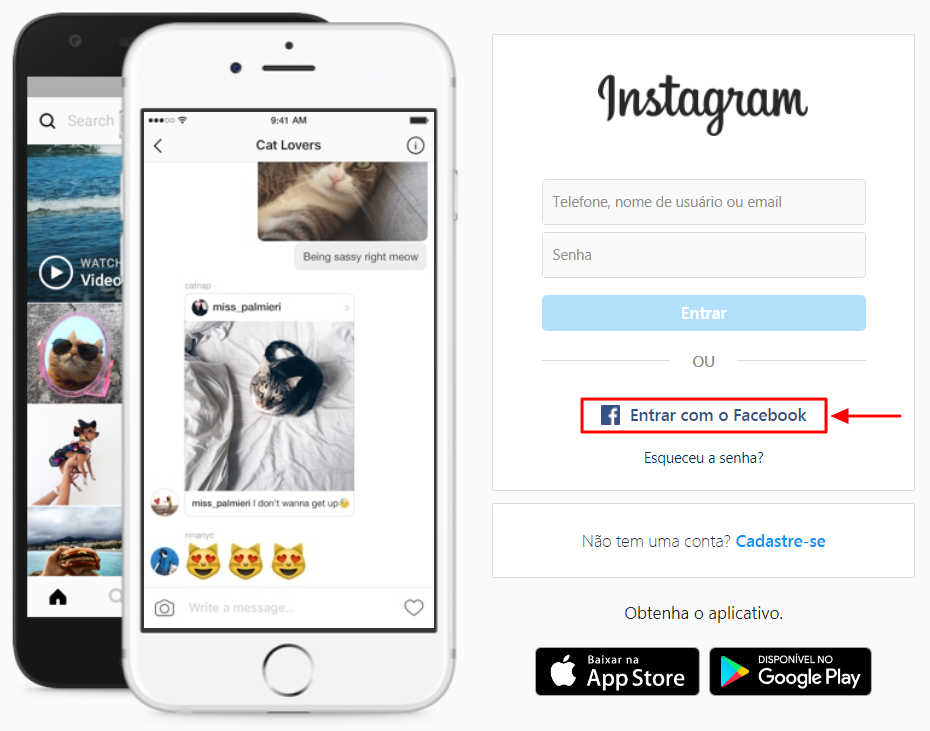 Search
WATCH
Video
9:41 AM
Cat Lovers
Being sassy right meow
catnap
miss_palmieri
miss_palmieri I don't wanna get up
ninanyc
Write a message...
Instagram
Telefone, nome de usuário ou email
Senha
Entrar
OU
Entrar com o Facebook
Esqueceu a senha?
Não tem uma conta? Cadastre-se
Obtenha o aplicativo.
Baixar na
App Store
DISPONÍVEL NO
Google Play